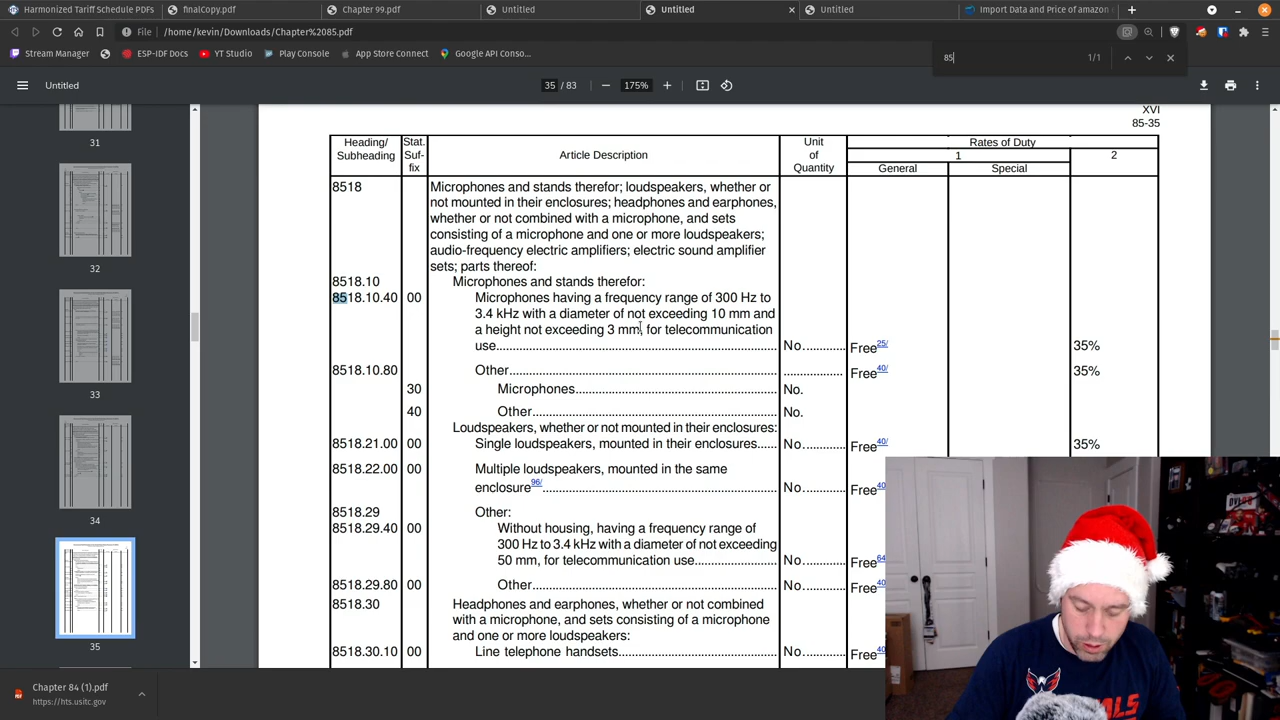 Harmonized Tariff Schedule PDFs
finalCopy.pdf
Chapter 99.pdf
Untitled
Untitled
Untitled
Import Data and Price of amazon
File /home/kevin/Downloads/Chapter%2085.pdf
Stream Manager
ESP-IDF Docs
YT Studio
Play Console
App Store Connect
Google API Conso...
85
1/1
Untitled
35 / 83
175%
31
32
33
34
35
XVI
85-35
Heading/
Subheading
Stat.
Suf-
fix
Article Description
Unit
of
Quantity
Rates of Duty
1
2
General
Special
8518 Microphones and stands therefor; loudspeakers, whether or
not mounted in their enclosures; headphones and earphones,
whether or not combined with a microphone, and sets
consisting of a microphone and one or more loudspeakers;
audio-frequency electric amplifiers; electric sound amplifier
sets; parts thereof:
8518.10 Microphones and stands therefor:
8518.10.40 00 Microphones having a frequency range of 300 Hz to
3.4 kHz with a diameter of not exceeding 10 mm and
a height not exceeding 3 mm, for telecommunication
use.......... No............ Free25/ 35%
8518.10.80 Other.......... .................. Free40/ 35%
30 Microphones.......... No.
40 Other.......... No.
Loudspeakers, whether or not mounted in their enclosures:
8518.21.00 00 Single loudspeakers, mounted in their enclosures...... No............ Free40/ 35%
8518.22.00 00 Multiple loudspeakers, mounted in the same
enclosure96/.......... No............ Free40
8518.29 Other:
8518.29.40 00 Without housing, having a frequency range of
300 Hz to 3.4 kHz with a diameter of not exceeding
50 mm, for telecommunication use.......... No............ Free64
8518.29.80 00 Other.......... No............ Free40
8518.30 Headphones and earphones, whether or not combined
with a microphone, and sets consisting of a microphone
and one or more loudspeakers:
8518.30.10 00 Line telephone handsets.......... No............ Free40
Chapter 84 (1).pdf
https://hts.usitc.gov